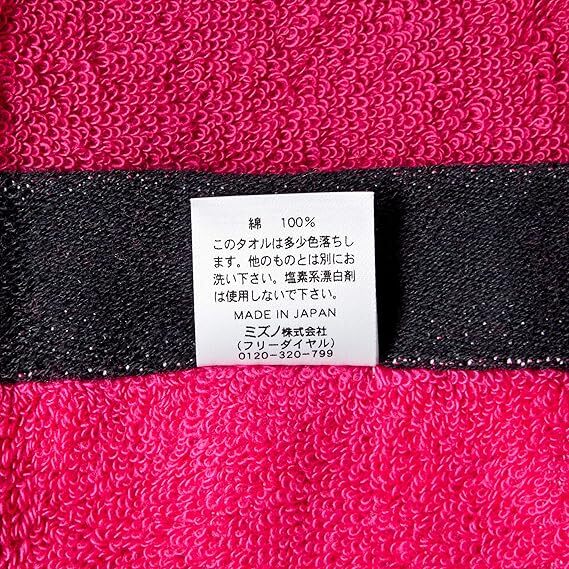 綿 100%
このタオルは多少色落ちし
ます。他のものとは別にお
洗い下さい。塩素系漂白剤
は使用しないで下さい。
MADE IN JAPAN
ミズノ株式会社
(フリーダイヤル)
0120-320-799